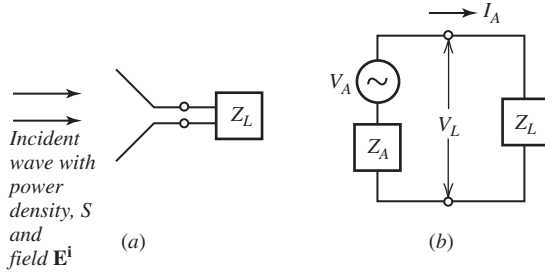 Z_L
Incident
wave with
power
density, S
and
field E^i
(a)
I_A
V_A
Z_A
V_L
Z_L
(b)